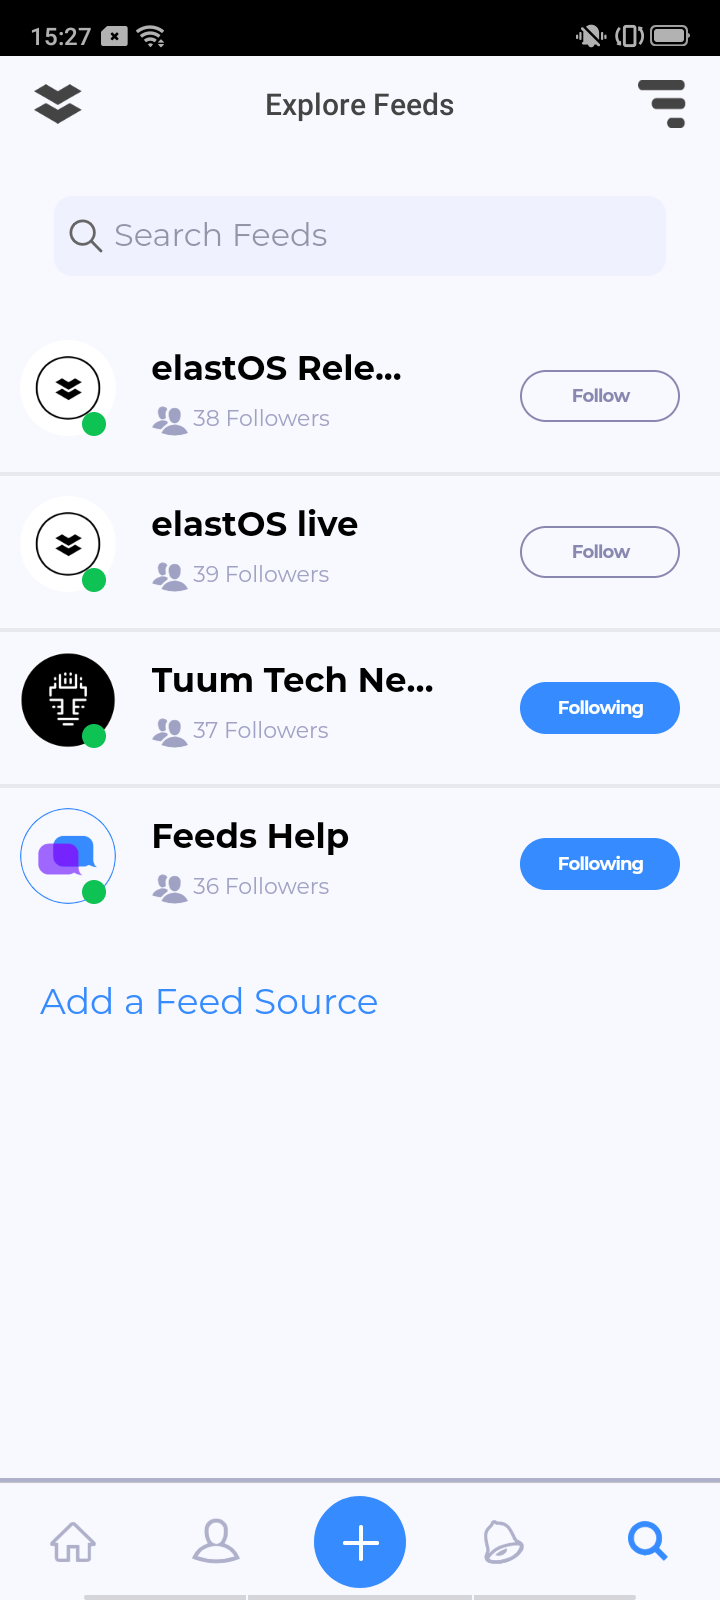 15:27
Explore Feeds
Search Feeds
elastOS Rele...
38 Followers
Follow
elastOS live
39 Followers
Follow
Tuum Tech Ne...
37 Followers
Following
Feeds Help
36 Followers
Following
Add a Feed Source